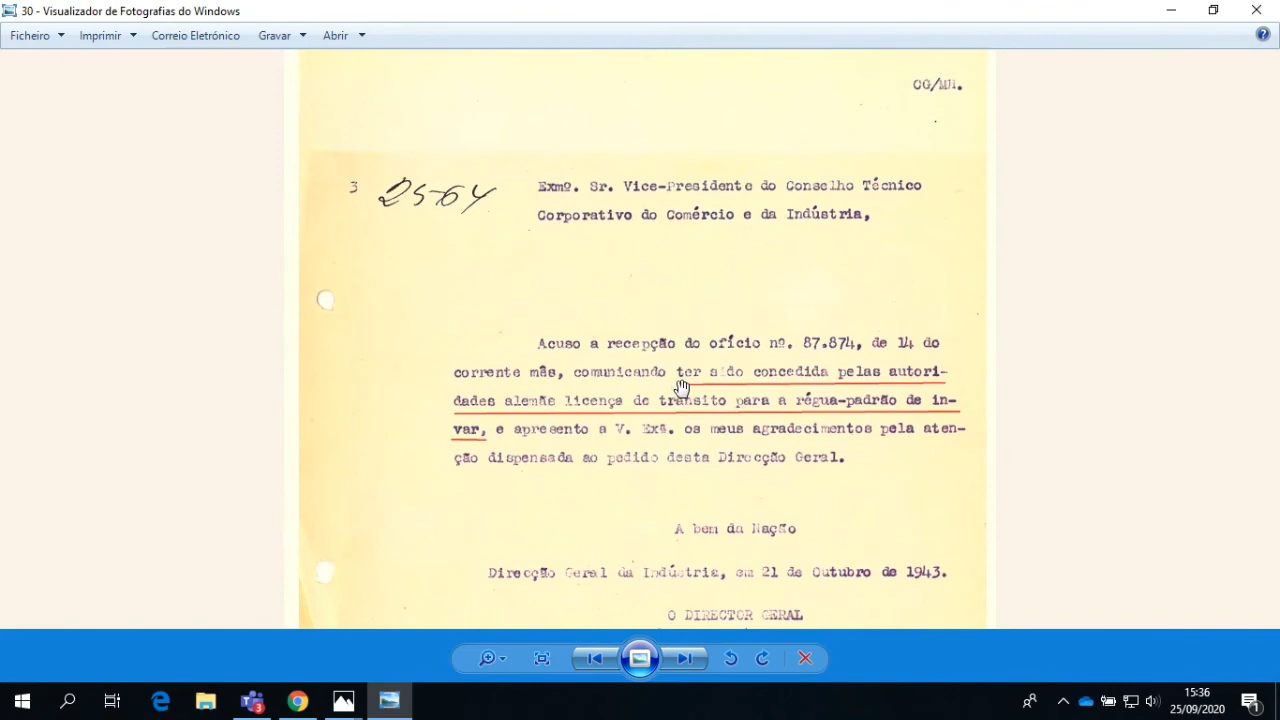 30 - Visualizador de Fotografias do Windows
Ficheiro Imprimir Correio Eletrónico Gravar Abrir
CG/MH.
3 2564 Exmº. Sr. Vice-Presidente do Conselho Técnico
Corporativo do Comércio e da Indústria,
Acuso a recepção do ofício nº. 87.874, de 14 do
corrente mês, comunicando ter sido concedida pelas autori-
dades alemãs licença de trânsito para a régua-padrão de in-
var, e apresento a V. Exª. os meus agradecimentos pela aten-
ção dispensada ao pedido desta Direcção Geral.
A bem da Nação
Direcção Geral da Indústria, em 21 de Outubro de 1943.
O DIRECTOR GERAL
3
15:36
25/09/2020
1